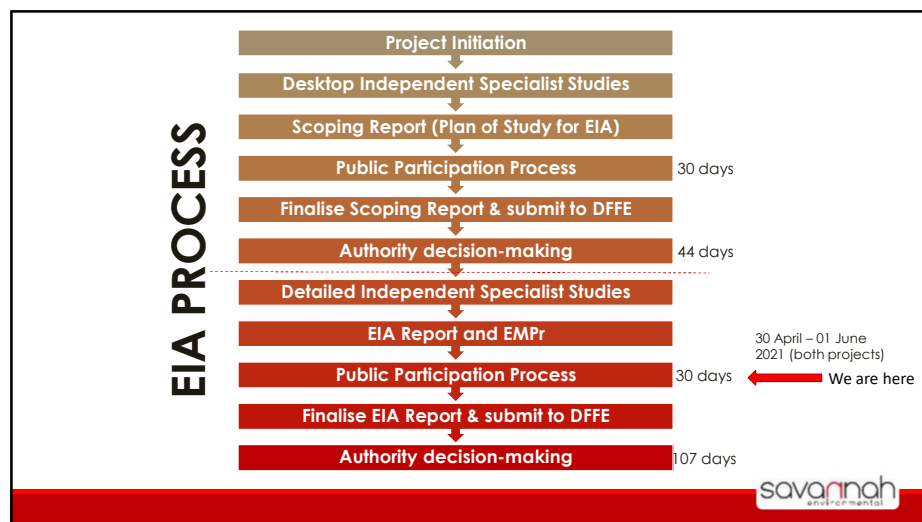 EIA PROCESS
Project Initiation
Desktop Independent Specialist Studies
Scoping Report (Plan of Study for EIA)
Public Participation Process
30 days
Finalise Scoping Report & submit to DFFE
Authority decision-making
44 days
Detailed Independent Specialist Studies
EIA Report and EMPr
30 April – 01 June
2021 (both projects)
Public Participation Process
30 days
We are here
Finalise EIA Report & submit to DFFE
Authority decision-making
107 days
savannah
environmental